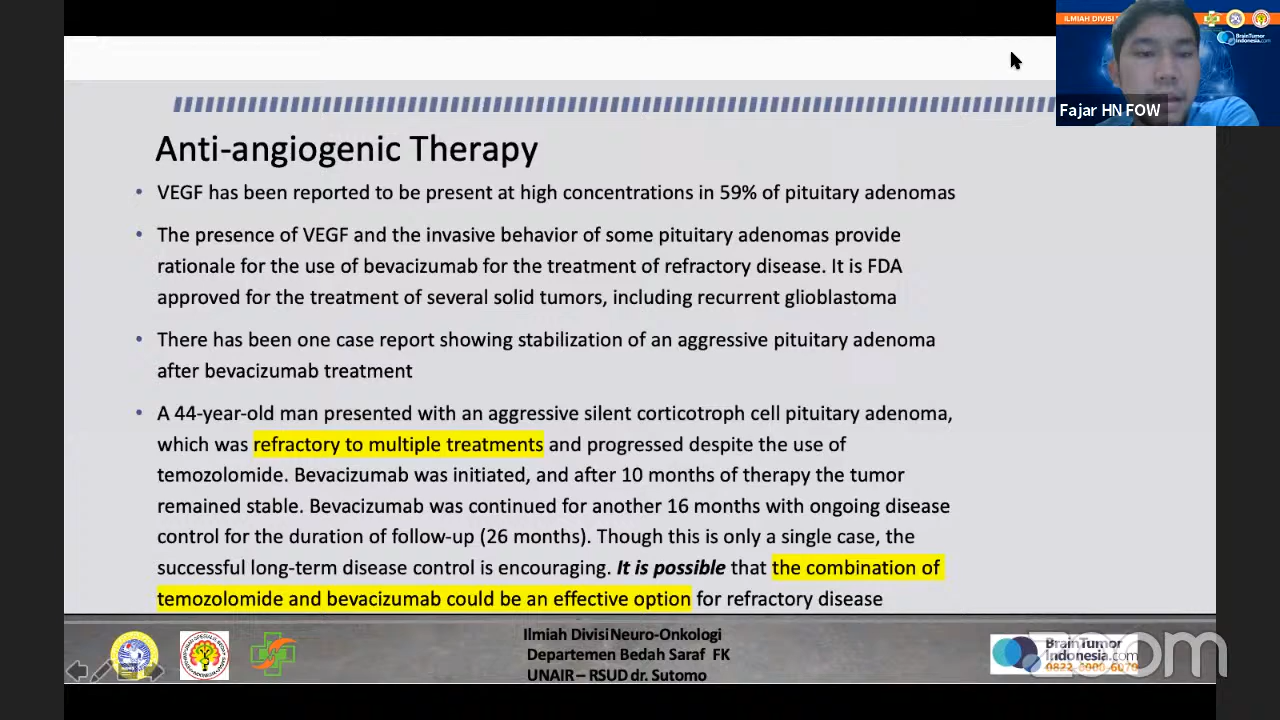 ILMIAH DIVISI
BrainTumor
Indonesia.com
Fajar HN FOW
Anti-angiogenic Therapy
• VEGF has been reported to be present at high concentrations in 59% of pituitary adenomas
• The presence of VEGF and the invasive behavior of some pituitary adenomas provide
rationale for the use of bevacizumab for the treatment of refractory disease. It is FDA
approved for the treatment of several solid tumors, including recurrent glioblastoma
• There has been one case report showing stabilization of an aggressive pituitary adenoma
after bevacizumab treatment
• A 44-year-old man presented with an aggressive silent corticotroph cell pituitary adenoma,
which was refractory to multiple treatments and progressed despite the use of
temozolomide. Bevacizumab was initiated, and after 10 months of therapy the tumor
remained stable. Bevacizumab was continued for another 16 months with ongoing disease
control for the duration of follow-up (26 months). Though this is only a single case, the
successful long-term disease control is encouraging. It is possible that the combination of
temozolomide and bevacizumab could be an effective option for refractory disease
Ilmiah DivisiNeuro-Onkologi
Departemen Bedah Saraf FK
UNAIR – RSUD dr. Sutomo
BrainTumor
Indonesia.com
zoom